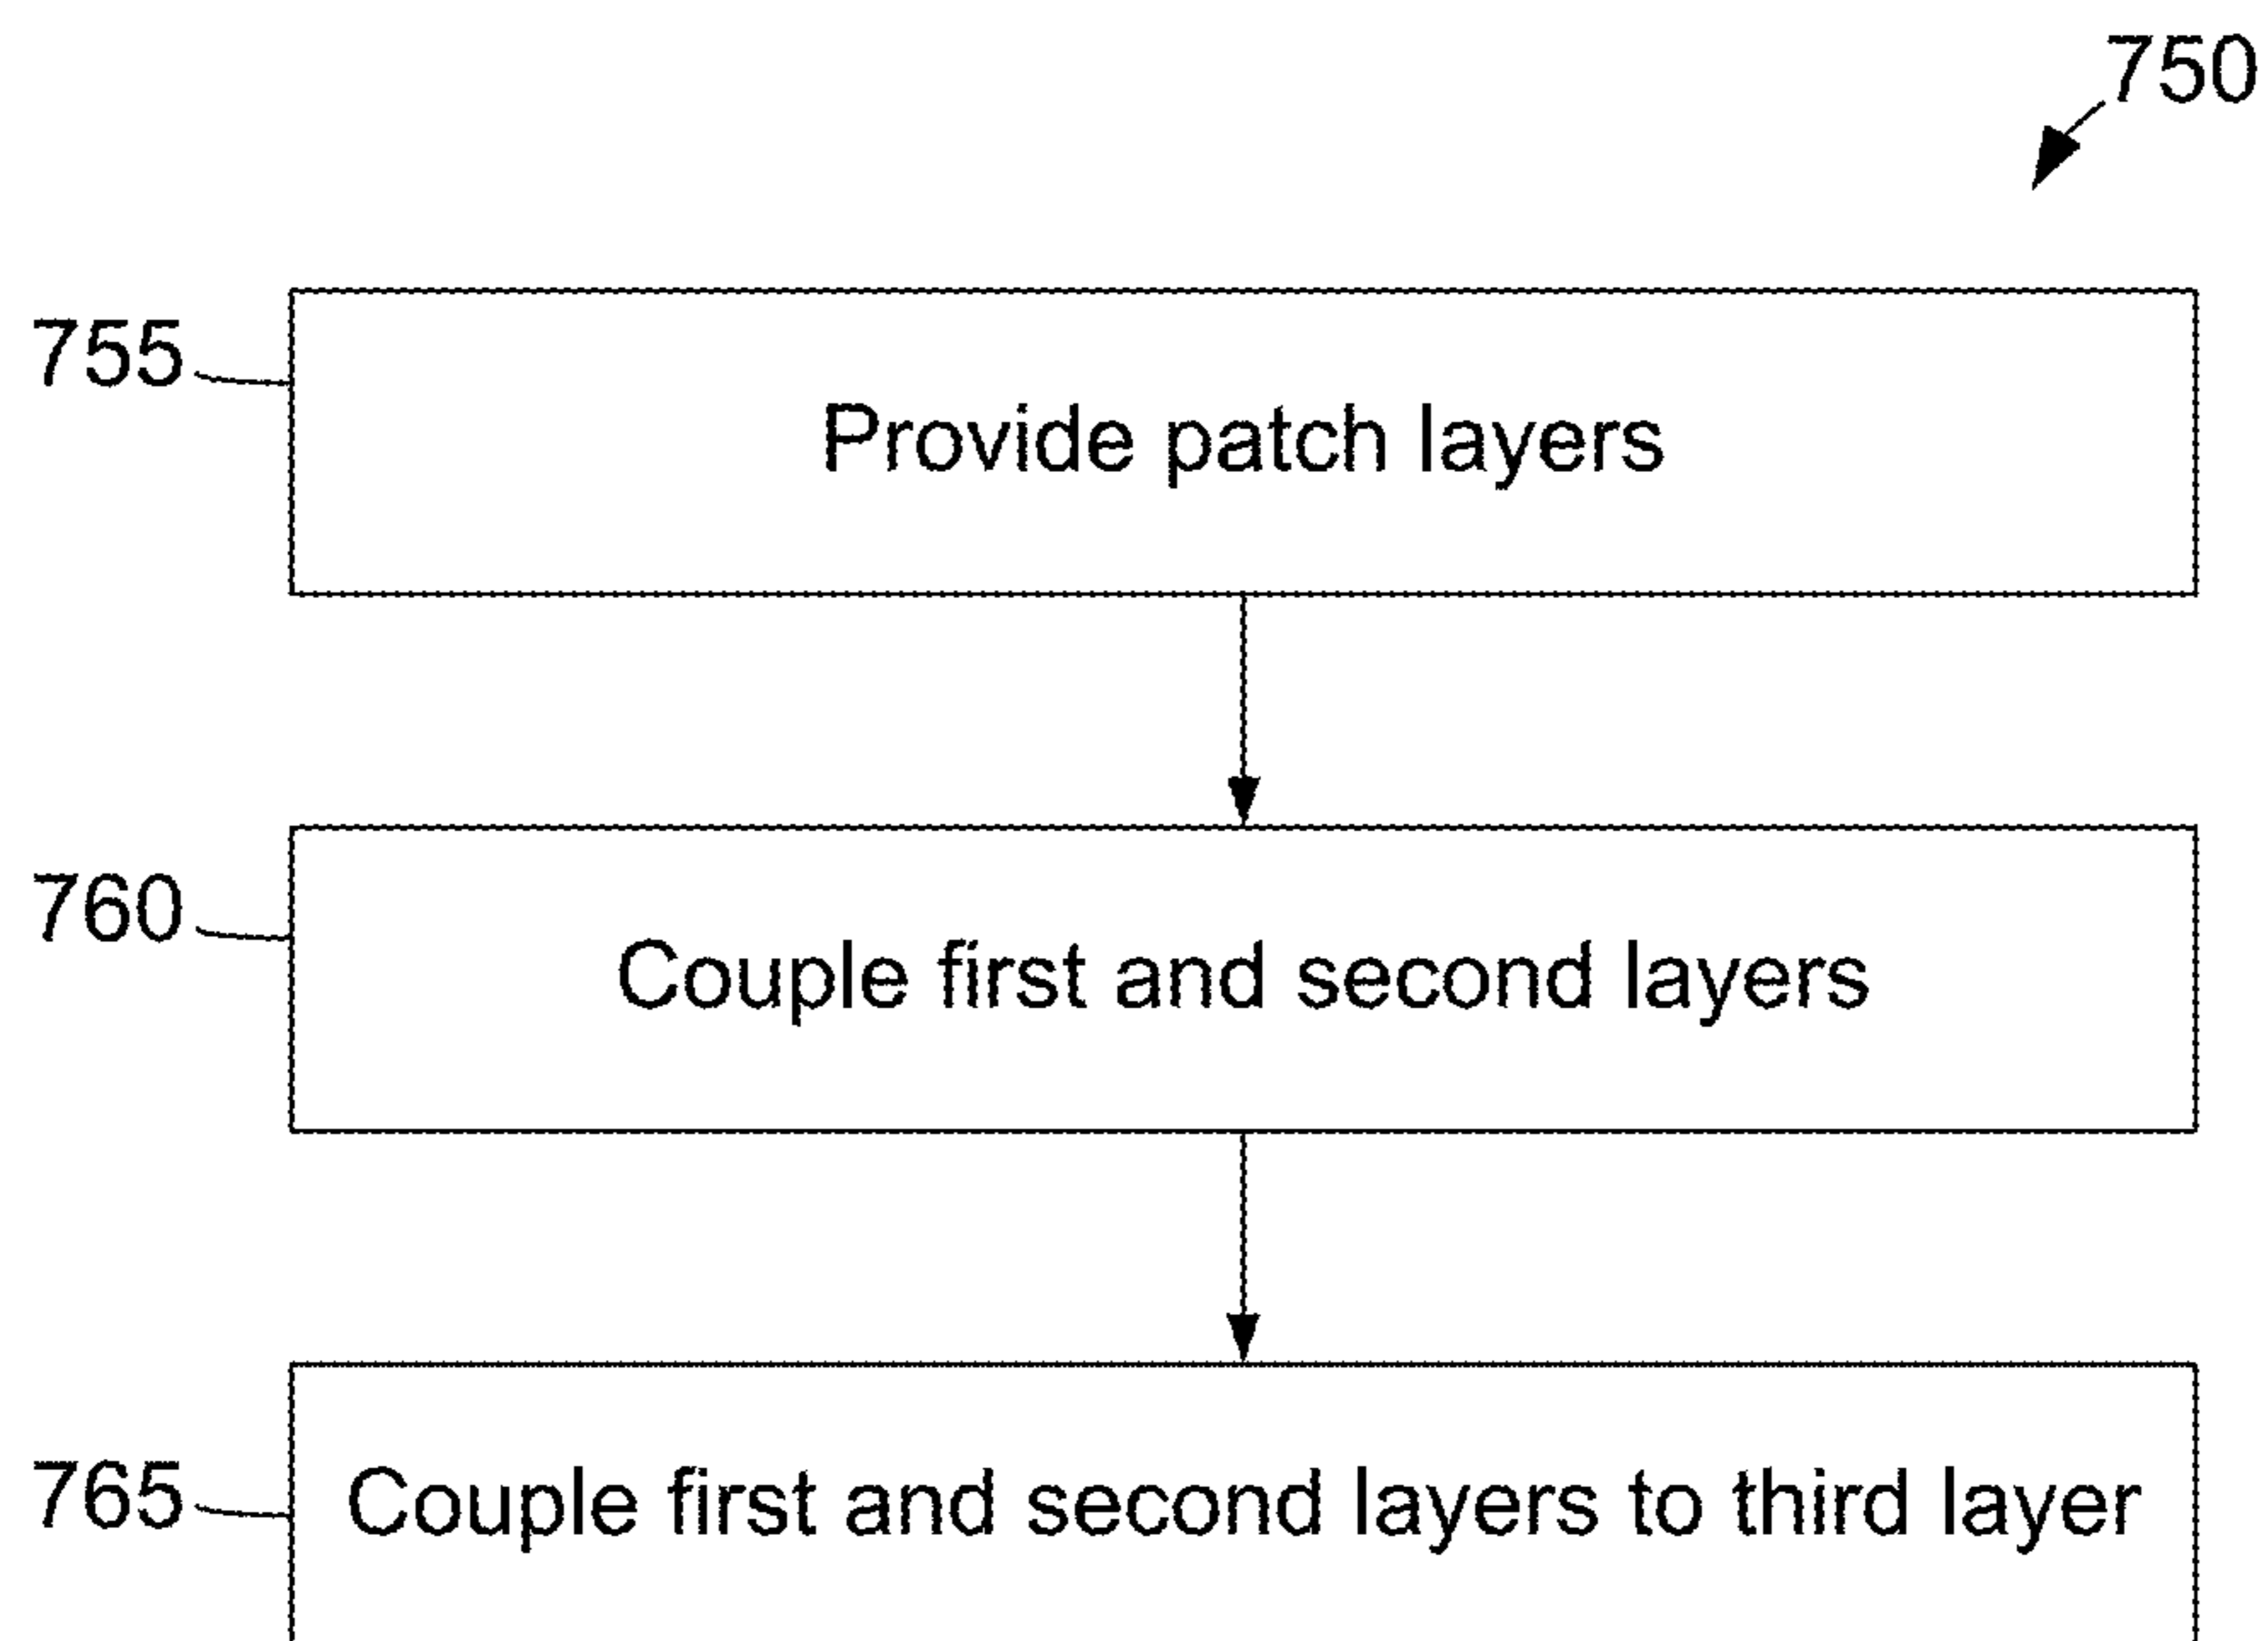 750
755
Provide patch layers
760
Couple first and second layers
765
Couple first and second layers to third layer